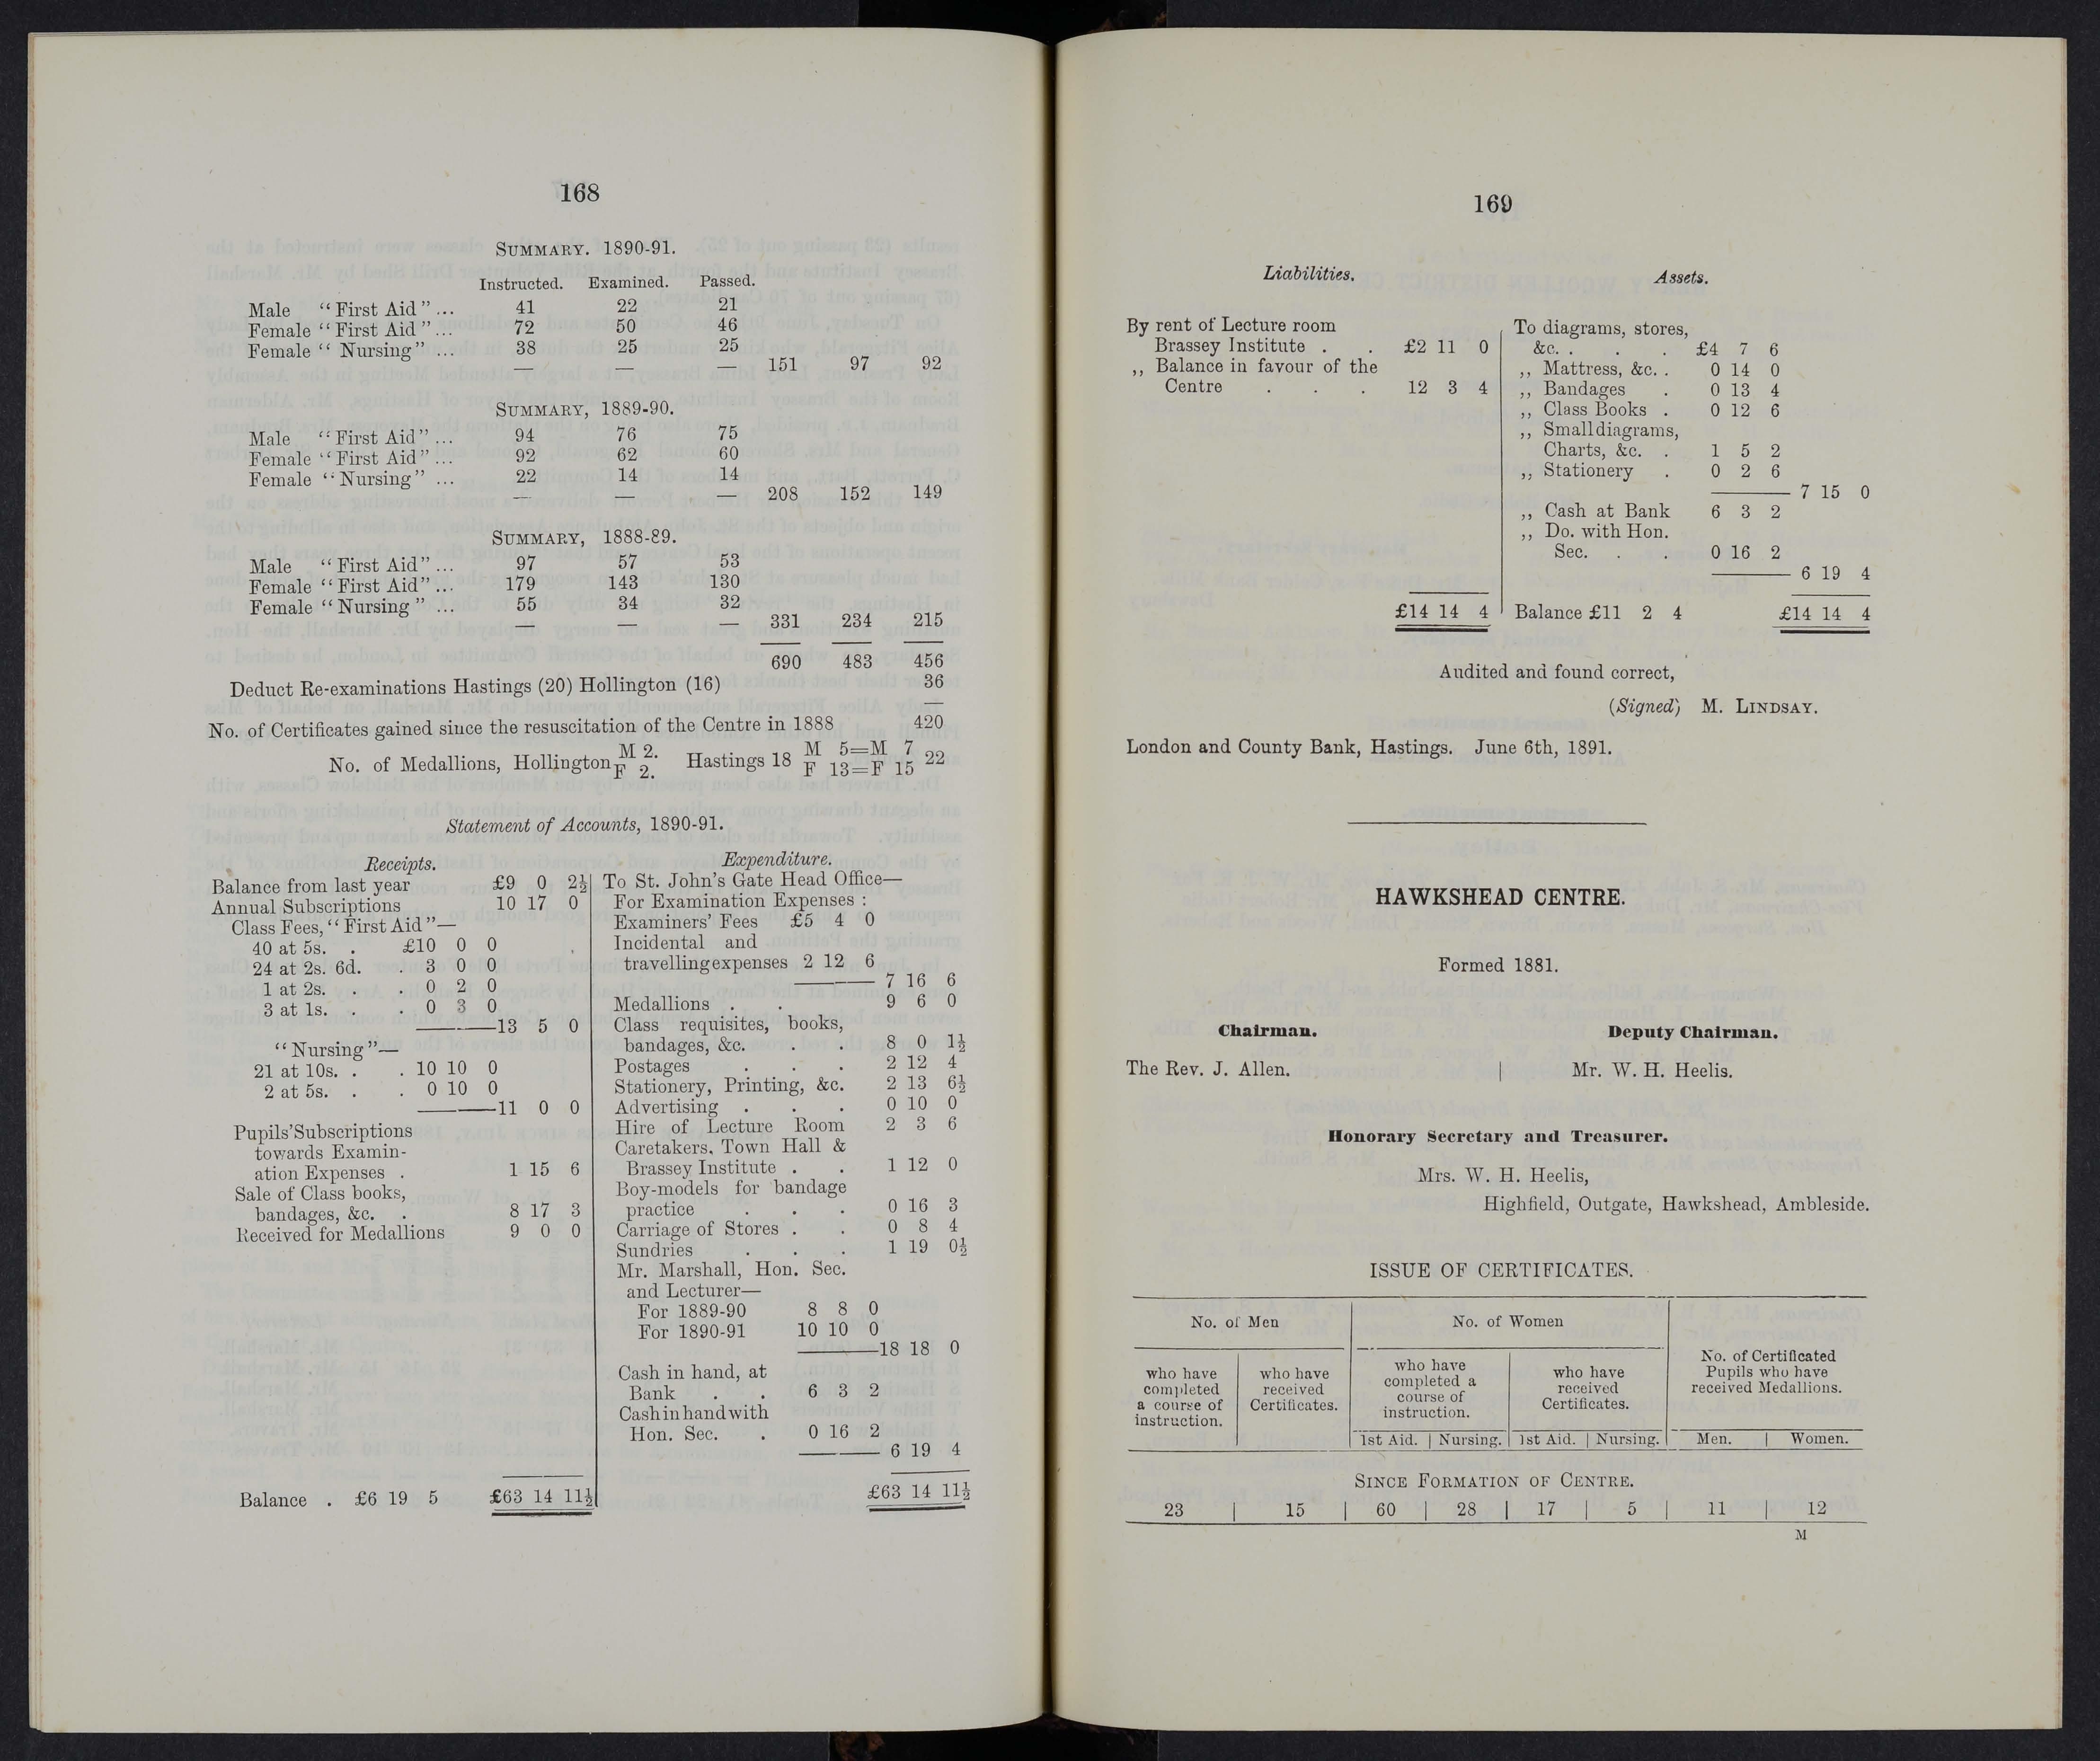 168
SUMMARY. 1890-91.
Instructed. Examined. Passed.
Male “First Aid” ... 41 22 21
Female “First Aid” ... 72 50 46
Female “Nursing” ... 38 25 25
— — — 151 97 92
SUMMARY, 1889-90.
Male “First Aid” ... 94 76 75
Female “First Aid” ... 92 62 60
Female “Nursing” ... 22 14 14
— — — 208 152 149
SUMMARY, 1888-89.
Male “First Aid” ... 97 57 53
Female “First Aid” ... 179 143 130
Female “Nursing” ... 55 34 32
— — — 331 234 215
690 483 456
Deduct Re-examinations Hastings (20) Hollington (16) 36
No. of Certificates gained since the resuscitation of the Centre in 1888 420
No. of Medallions, Hollington M 2. F 2. Hastings 18 M 5=M 7 F 13=F 15 22
Statement of Accounts, 1890-91.
Receipts.
Balance from last year £9 0 2½
Annual Subscriptions 10 17 0
Class Fees, “First Aid”—
40 at 5s. . £10 0 0
24 at 2s. 6d. . 3 0 0
1 at 2s. . . 0 2 0
3 at 1s. . . 0 3 0
———13 5 0
“Nursing”—
21 at 10s. . . 10 10 0
2 at 5s. . . 0 10 0
———11 0 0
Pupils' Subscriptions
towards Examin-
ation Expenses . 1 15 6
Sale of Class books,
bandages, &c. . 8 17 3
Received for Medallions 9 0 0
Balance . £6 19 5 £63 14 11½
Expenditure.
To St. John's Gate Head Office—
For Examination Expenses :
Examiners' Fees £5 4 0
Incidental and
travelling expenses 2 12 6
——— 7 16 6
Medallions . . . 9 6 0
Class requisites, books,
bandages, &c. . . 8 0 1½
Postages . . . 2 12 4
Stationery, Printing, &c. 2 13 6½
Advertising . . . 0 10 0
Hire of Lecture Room 2 3 6
Caretakers, Town Hall &
Brassey Institute . . 1 12 0
Boy-models for bandage
practice . . . 0 16 3
Carriage of Stores . . 0 8 4
Sundries . . . 1 19 0½
Mr. Marshall, Hon. Sec.
and Lecturer—
For 1889-90 8 8 0
For 1890-91 10 10 0
———18 18 0
Cash in hand, at
Bank . . 6 3 2
Cash in hand with
Hon. Sec. . 0 16 2
——— 6 19 4
£63 14 11½
169
Liabilities.
By rent of Lecture room
Brassey Institute . . £2 11 0
,, Balance in favour of the
Centre . . . 12 3 4
£14 14 4
Assets.
To diagrams, stores,
&c. . . . £4 7 6
,, Mattress, &c. . 0 14 0
,, Bandages . 0 13 4
,, Class Books . 0 12 6
,, Small diagrams,
Charts, &c. . 1 5 2
,, Stationery . 0 2 6
——— 7 15 0
,, Cash at Bank 6 3 2
,, Do. with Hon.
Sec. . . 0 16 2
——— 6 19 4
Balance £11 2 4 £14 14 4
Audited and found correct,
(Signed) M. LINDSAY.
London and County Bank, Hastings. June 6th, 1891.
HAWKSHEAD CENTRE.
Formed 1881.
Chairman. Deputy Chairman.
The Rev. J. Allen. | Mr. W. H. Heelis.
Honorary Secretary and Treasurer.
Mrs. W. H. Heelis,
Highfield, Outgate, Hawkshead, Ambleside.
ISSUE OF CERTIFICATES.
No. of Men
who have
completed
a course of
instruction.
who have
received
Certificates.
No. of Women
who have
completed a
course of
instruction.
who have
received
Certificates.
1st Aid. | Nursing. | 1st Aid. | Nursing.
No. of Certificated
Pupils who have
received Medallions.
Men. | Women.
SINCE FORMATION OF CENTRE.
23 | 15 | 60 | 28 | 17 | 5 | 11 | 12
M